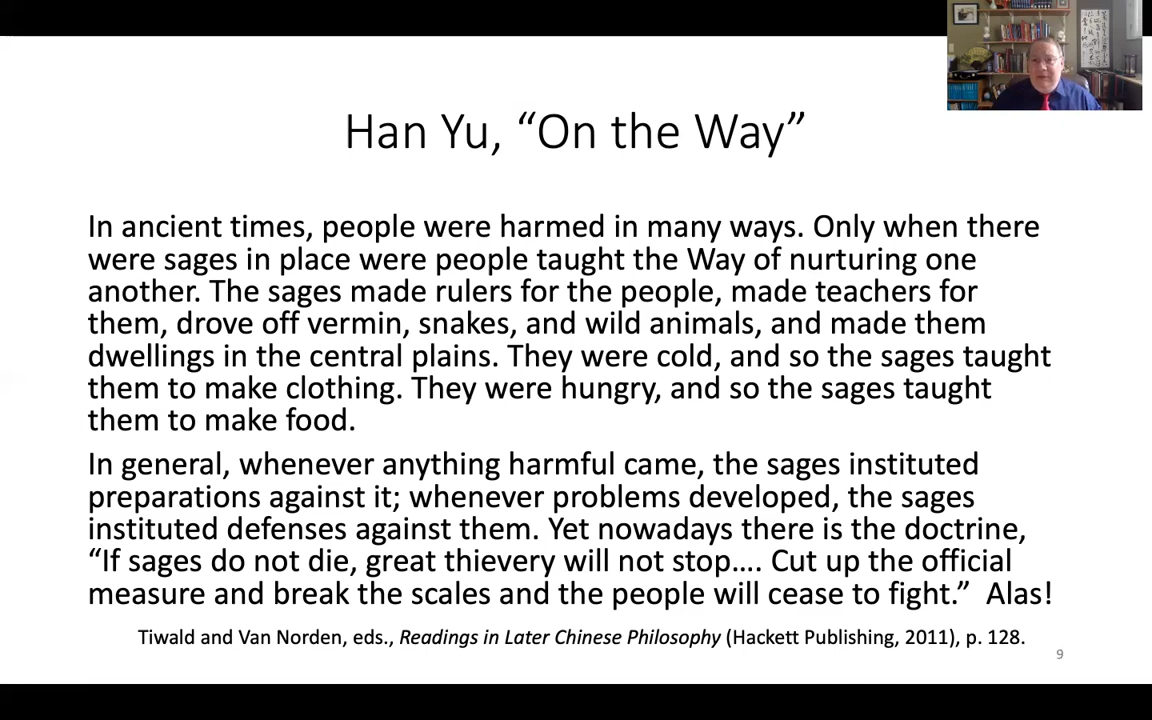 Han Yu, “On the Way”
In ancient times, people were harmed in many ways. Only when there
were sages in place were people taught the Way of nurturing one
another. The sages made rulers for the people, made teachers for
them, drove off vermin, snakes, and wild animals, and made them
dwellings in the central plains. They were cold, and so the sages taught
them to make clothing. They were hungry, and so the sages taught
them to make food.
In general, whenever anything harmful came, the sages instituted
preparations against it; whenever problems developed, the sages
instituted defenses against them. Yet nowadays there is the doctrine,
“If sages do not die, great thievery will not stop…. Cut up the official
measure and break the scales and the people will cease to fight.”  Alas!
Tiwald and Van Norden, eds., Readings in Later Chinese Philosophy (Hackett Publishing, 2011), p. 128.
9